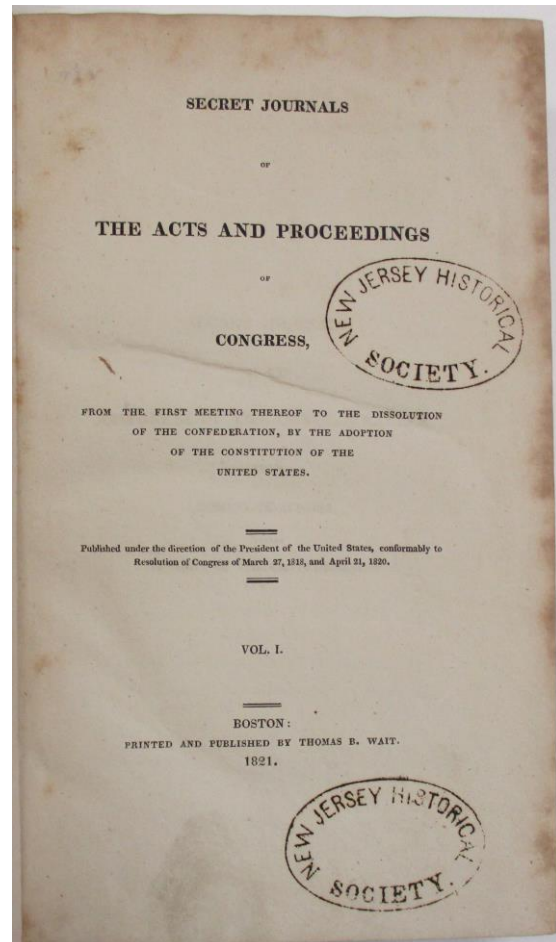 SECRET JOURNALS
OF
THE ACTS AND PROCEEDINGS
OF
CONGRESS,
NEW JERSEY HISTORICAL
SOCIETY.
FROM THE FIRST MEETING THEREOF TO THE DISSOLUTION
OF THE CONFEDERATION, BY THE ADOPTION
OF THE CONSTITUTION OF THE
UNITED STATES.
Published under the direction of the President of the United States, conformably to
Resolution of Congress of March 27, 1818, and April 21, 1820.
VOL. I.
BOSTON:
PRINTED AND PUBLISHED BY THOMAS B. WAIT.
1821.
NEW JERSEY HISTORICAL
SOCIETY.